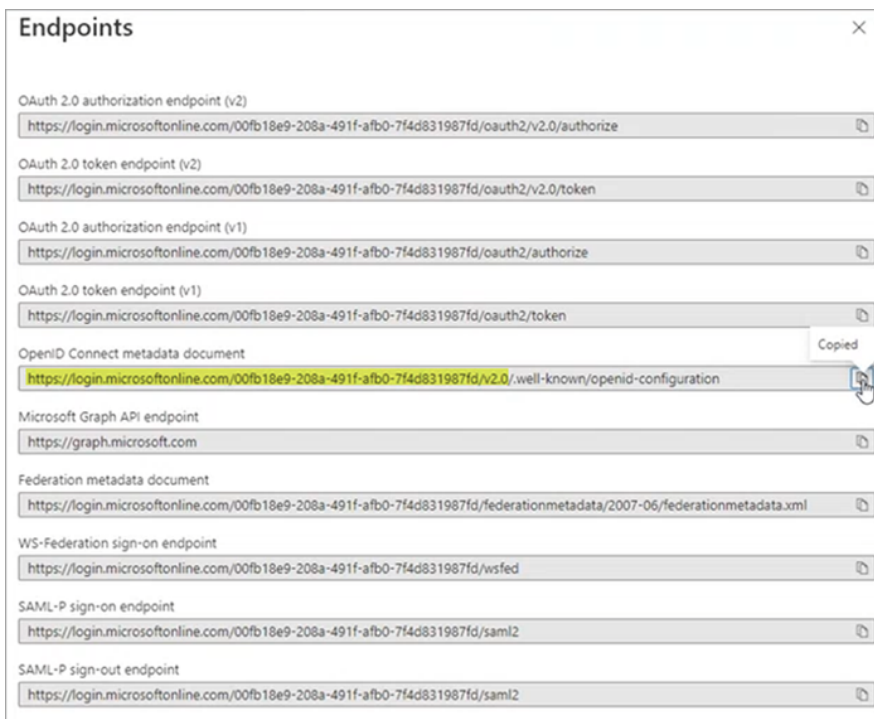 Endpoints
OAuth 2.0 authorization endpoint (v2)
https://login.microsoftonline.com/00fb18e9-208a-491f-afb0-7f4d831987fd/oauth2/v2.0/authorize
OAuth 2.0 token endpoint (v2)
https://login.microsoftonline.com/00fb18e9-208a-491f-afb0-7f4d831987fd/oauth2/v2.0/token
OAuth 2.0 authorization endpoint (v1)
https://login.microsoftonline.com/00fb18e9-208a-491f-afb0-7f4d831987fd/oauth2/authorize
OAuth 2.0 token endpoint (v1)
https://login.microsoftonline.com/00fb18e9-208a-491f-afb0-7f4d831987fd/oauth2/token
OpenID Connect metadata document
Copied
https://login.microsoftonline.com/00fb18e9-208a-491f-afb0-7f4d831987fd/v2.0/.well-known/openid-configuration
Microsoft Graph API endpoint
https://graph.microsoft.com
Federation metadata document
https://login.microsoftonline.com/00fb18e9-208a-491f-afb0-7f4d831987fd/federationmetadata/2007-06/federationmetadata.xml
WS-Federation sign-on endpoint
https://login.microsoftonline.com/00fb18e9-208a-491f-afb0-7f4d831987fd/wsfed
SAML-P sign-on endpoint
https://login.microsoftonline.com/00fb18e9-208a-491f-afb0-7f4d831987fd/saml2
SAML-P sign-out endpoint
https://login.microsoftonline.com/00fb18e9-208a-491f-afb0-7f4d831987fd/saml2